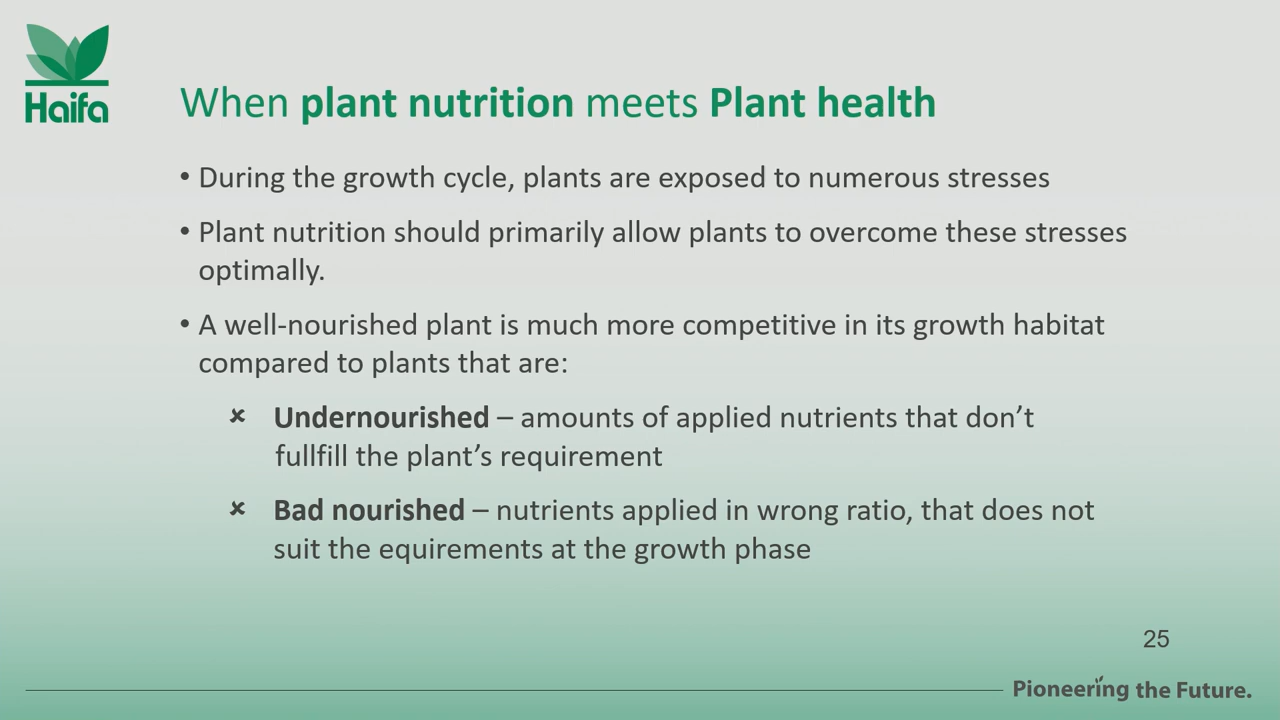 Haifa
When plant nutrition meets Plant health
• During the growth cycle, plants are exposed to numerous stresses
• Plant nutrition should primarily allow plants to overcome these stresses
optimally.
• A well-nourished plant is much more competitive in its growth habitat
compared to plants that are:
× Undernourished – amounts of applied nutrients that don’t
fullfill the plant’s requirement
× Bad nourished – nutrients applied in wrong ratio, that does not
suit the equirements at the growth phase
25
Pioneering the Future.